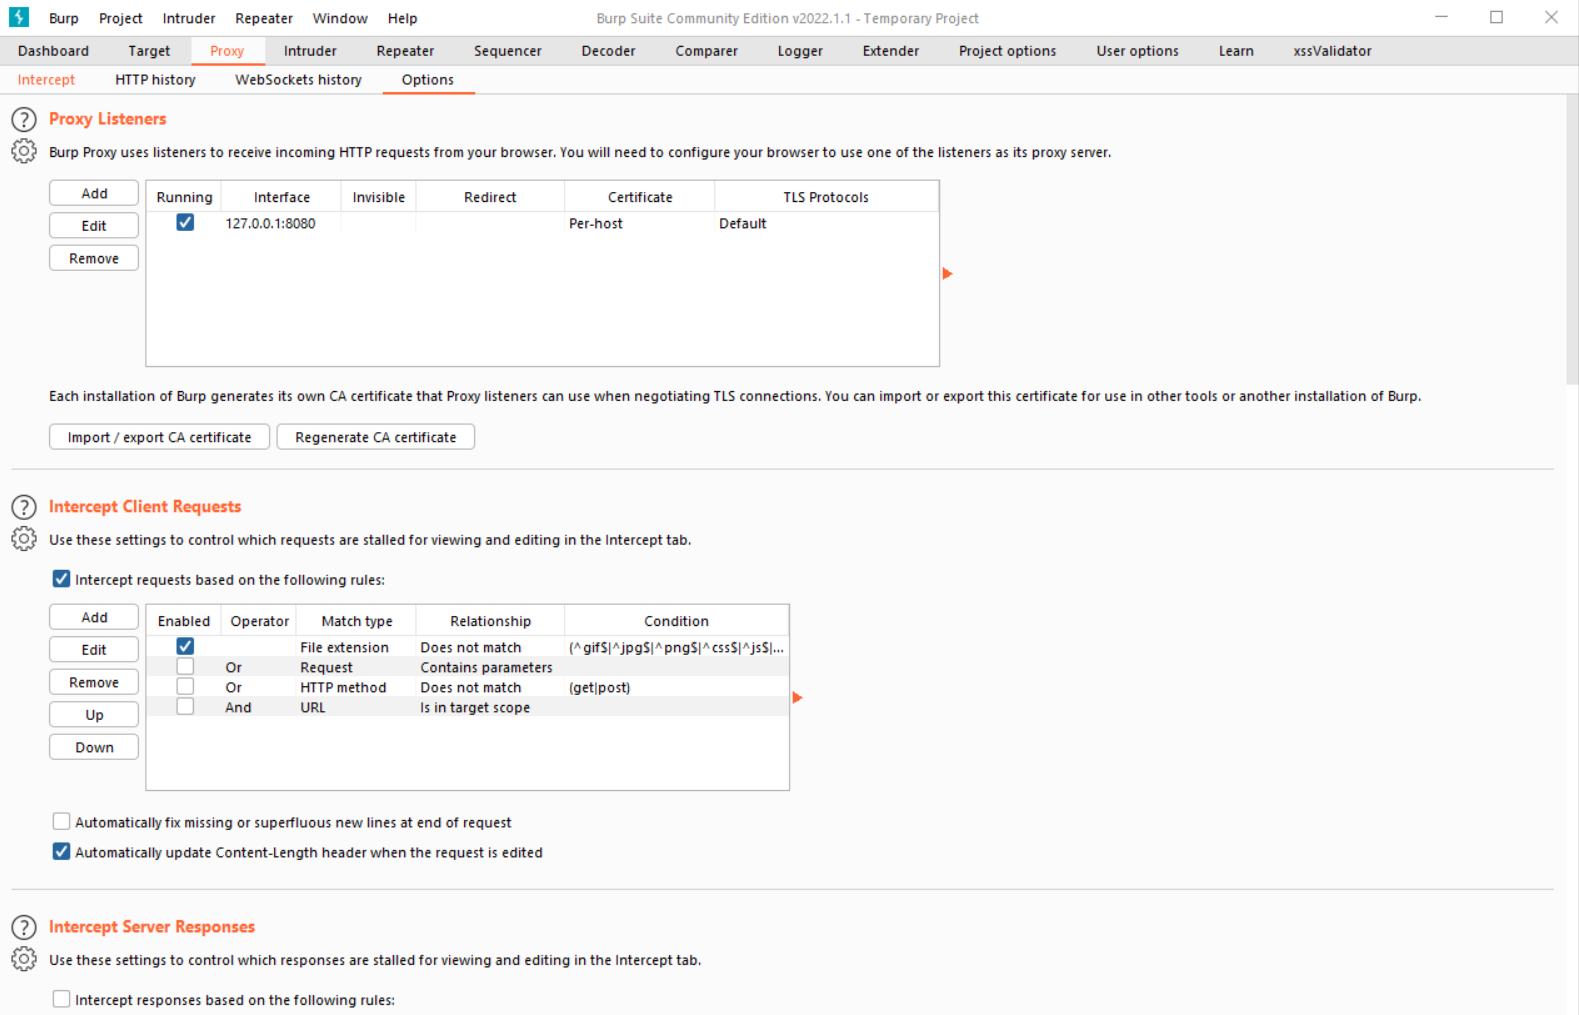 Burp Project Intruder Repeater Window Help Burp Suite Community Edition v2022.1.1 - Temporary Project
Dashboard Target Proxy Intruder Repeater Sequencer Decoder Comparer Logger Extender Project options User options Learn xssValidator
Intercept HTTP history WebSockets history Options
? Proxy Listeners
Burp Proxy uses listeners to receive incoming HTTP requests from your browser. You will need to configure your browser to use one of the listeners as its proxy server.
Add Running Interface Invisible Redirect Certificate TLS Protocols
Edit 127.0.0.1:8080 Per-host Default
Remove
Each installation of Burp generates its own CA certificate that Proxy listeners can use when negotiating TLS connections. You can import or export this certificate for use in other tools or another installation of Burp.
Import / export CA certificate Regenerate CA certificate
? Intercept Client Requests
Use these settings to control which requests are stalled for viewing and editing in the Intercept tab.
Intercept requests based on the following rules:
Add Enabled Operator Match type Relationship Condition
Edit File extension Does not match (^gif$|^jpg$|^png$|^css$|^js$|...
Or Request Contains parameters
Remove Or HTTP method Does not match (get|post)
Up And URL Is in target scope
Down
Automatically fix missing or superfluous new lines at end of request
Automatically update Content-Length header when the request is edited
? Intercept Server Responses
Use these settings to control which responses are stalled for viewing and editing in the Intercept tab.
Intercept responses based on the following rules: